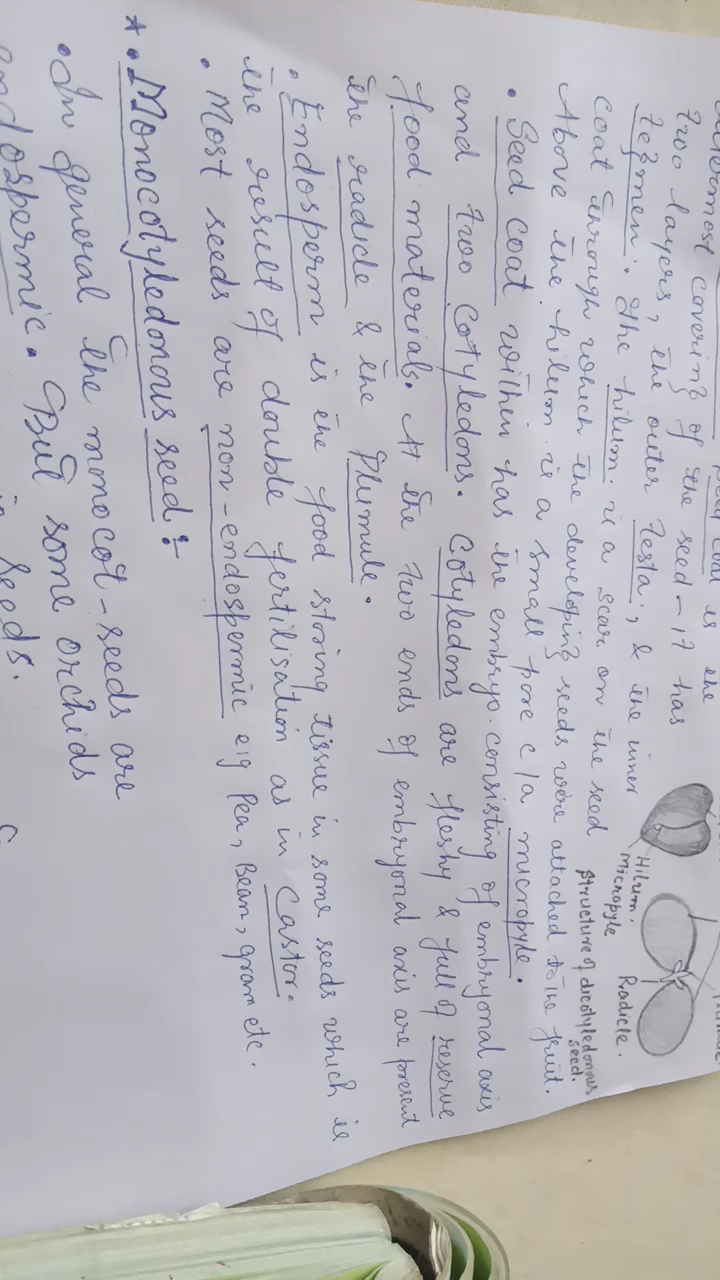 covering of the seed - it has
two layers, the outer Testa., & the inner
Tegmen. The hilum. is a scar on the seed
coat through which the developing seeds were attached to the fruit.
Above the hilum is a small pore c/a micropyle.
• Seed coat within has the embryo. consisting of embryonal axis
and two cotyledons. Cotyledons are fleshy & full of reserve
food materials. At the two ends of embryonal axis are present
the radicle & the Plumule.
• Endosperm is the food storing tissue in some seeds which is
the result of double fertilisation as in Castor.
• Most seeds are non-endospermic e/g Pea, Bean, gram etc.
* • Monocotyledonous seed :-
• In general the monocot-seeds are
endospermic. But some orchids
seeds.
Hilum.
Micropyle
Radicle.
Structure of dicotyledonous
seed.